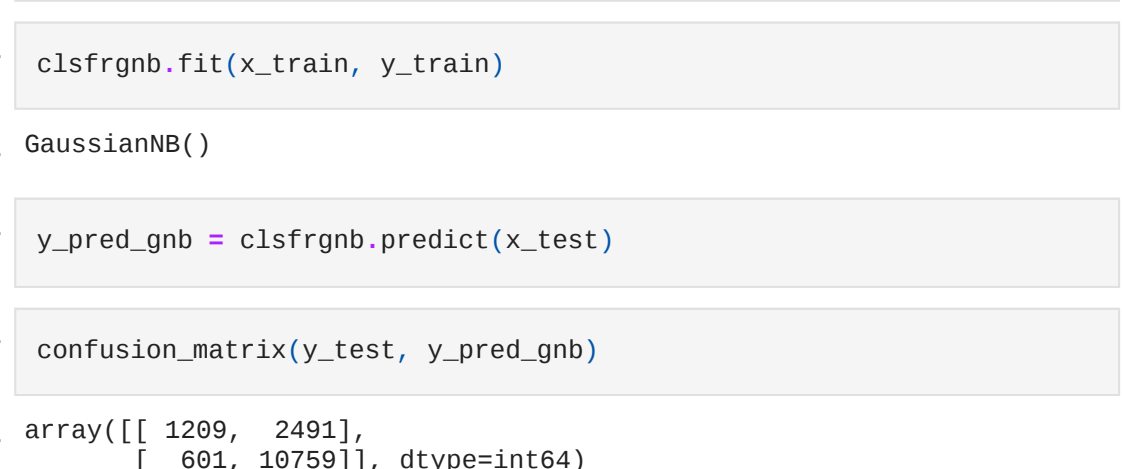 clsfrgnb.fit(x_train, y_train)
GaussianNB()
y_pred_gnb = clsfrgnb.predict(x_test)
confusion_matrix(y_test, y_pred_gnb)
array([[ 1209,  2491],
       [  601, 10759]], dtype=int64)